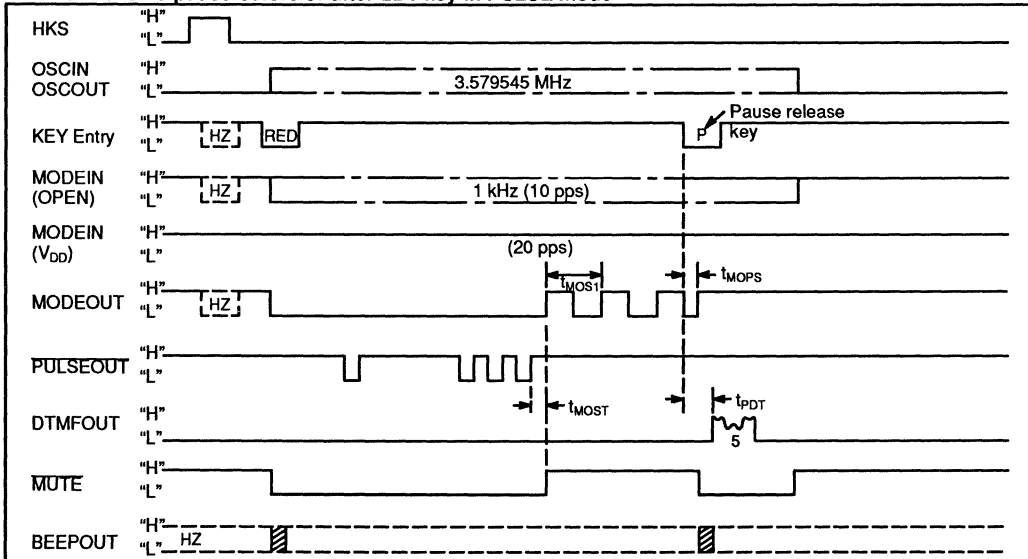 HKS "H" "L"
OSCIN OSCOUT "H" "L" 3.579545 MHz
KEY Entry "H" "L" HZ RED P Pause release key
MODEIN (OPEN) "H" "L" HZ 1 kHz (10 pps)
MODEIN (VDD) "H" "L" (20 pps)
MODEOUT "H" "L" HZ tMOS1 tMOPS
PULSEOUT "H" "L"
tMOST
DTMFOUT "H" "L" tPDT 5
MUTE "H" "L"
BEEPOUT "H" "L" HZ